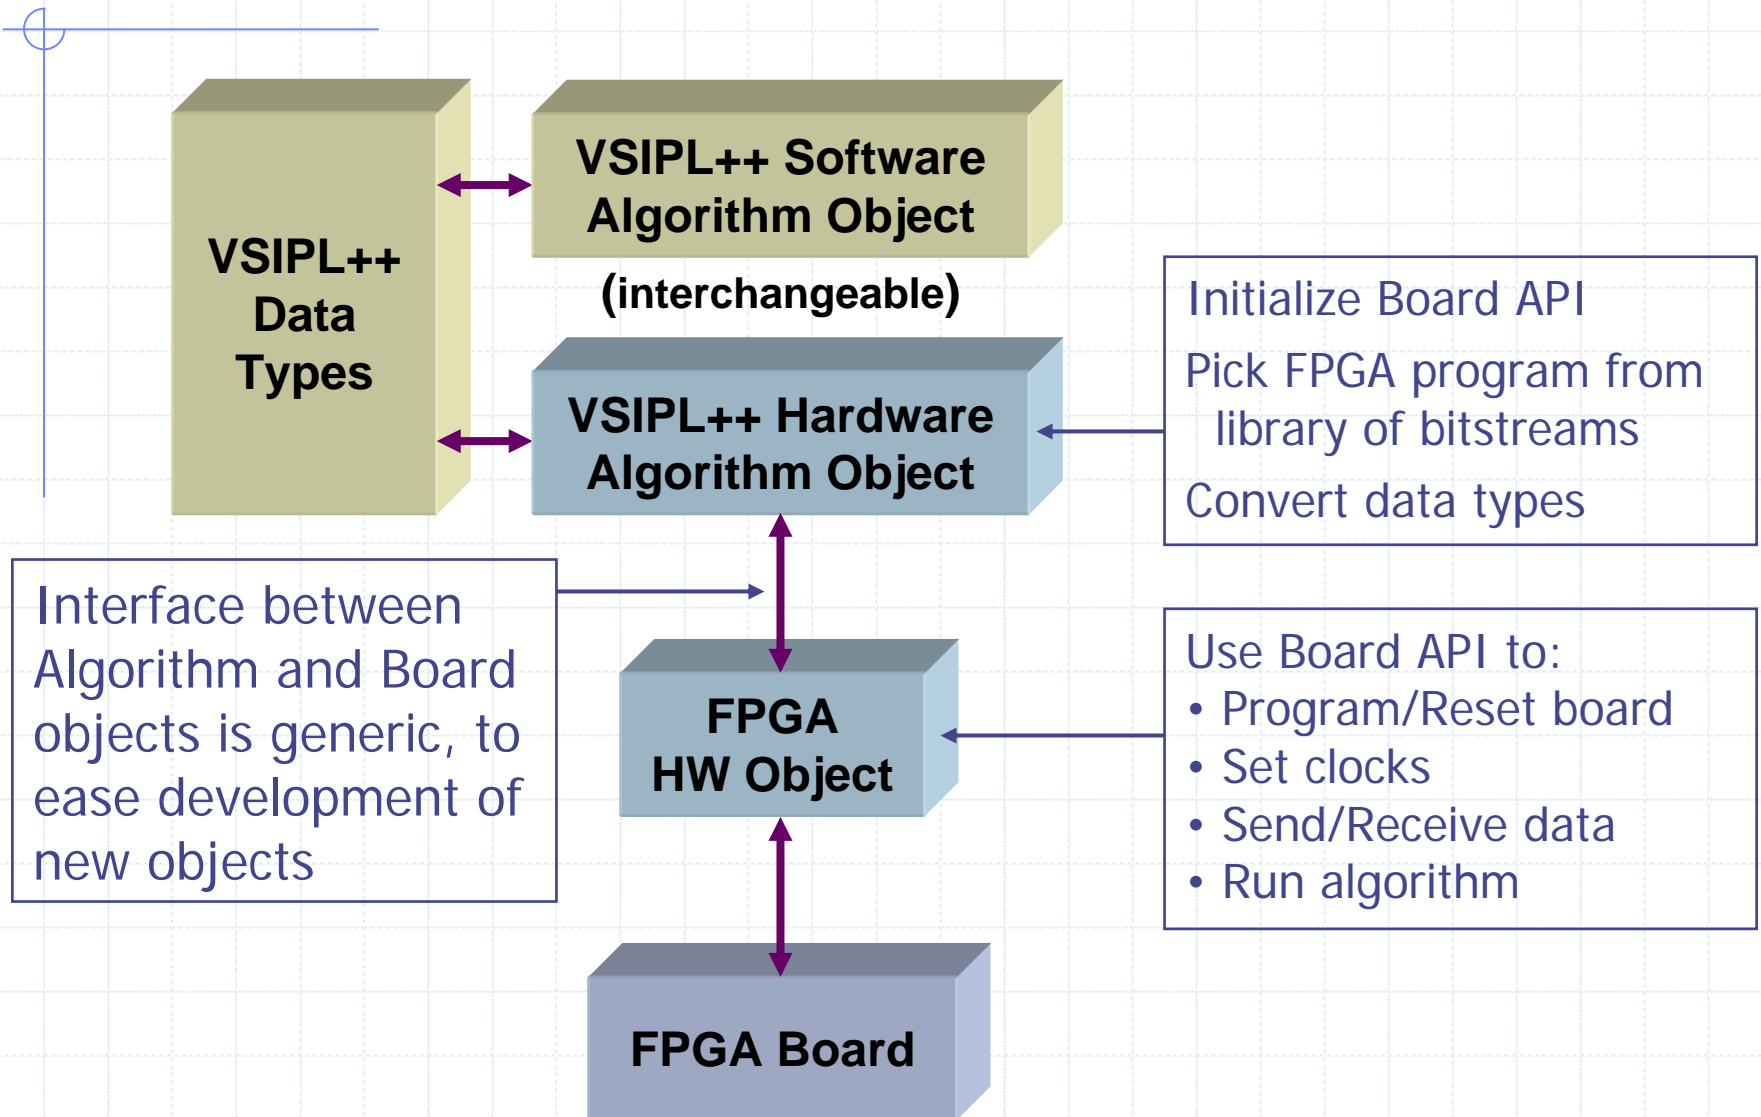 VSIPL++ Software
Algorithm Object
VSIPL++
Data
Types
(interchangeable)
VSIPL++ Hardware
Algorithm Object
Initialize Board API
Pick FPGA program from
library of bitstreams
Convert data types
Interface between
Algorithm and Board
objects is generic, to
ease development of
new objects
FPGA
HW Object
Use Board API to:
• Program/Reset board
• Set clocks
• Send/Receive data
• Run algorithm
FPGA Board